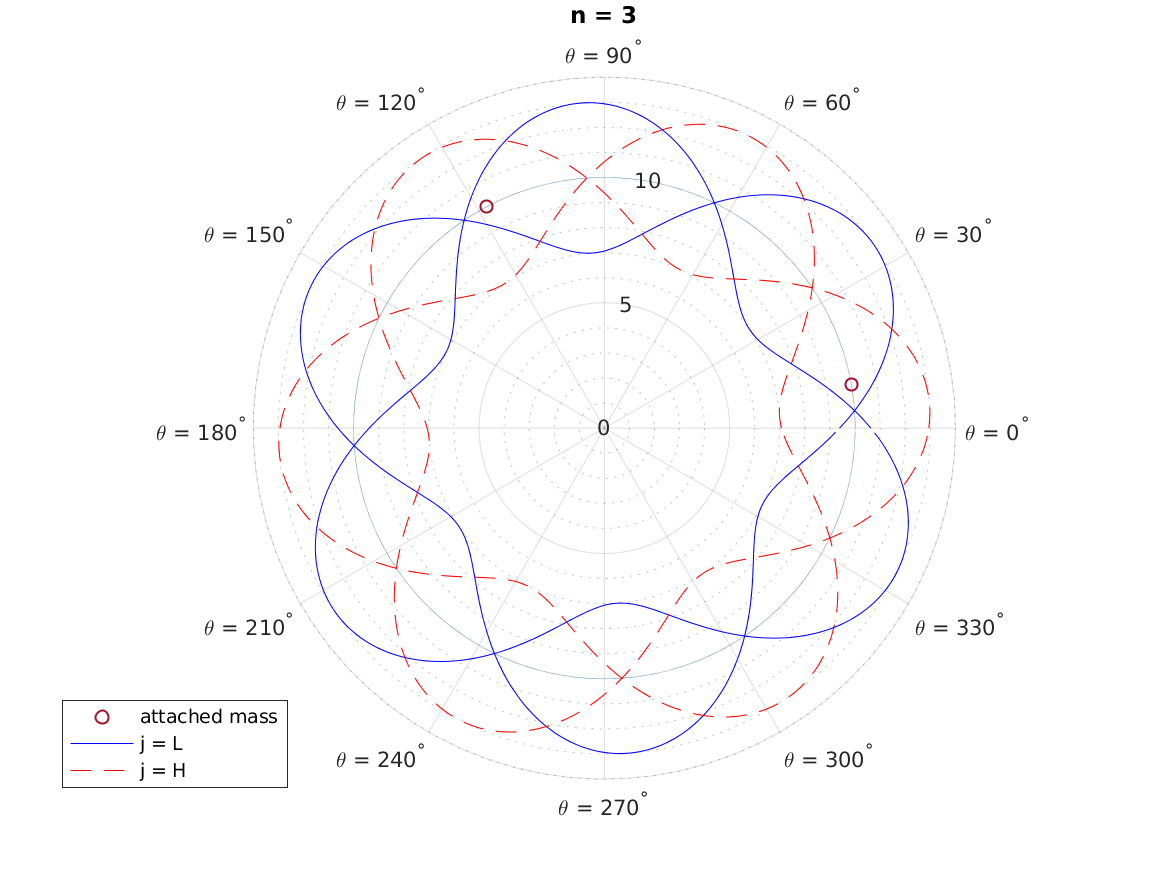 n = 3
θ = 90°
θ = 120°
θ = 60°
10
θ = 150°
θ = 30°
5
θ = 180°
0
θ = 0°
θ = 210°
θ = 330°
attached mass
j = L
j = H
θ = 240°
θ = 300°
θ = 270°